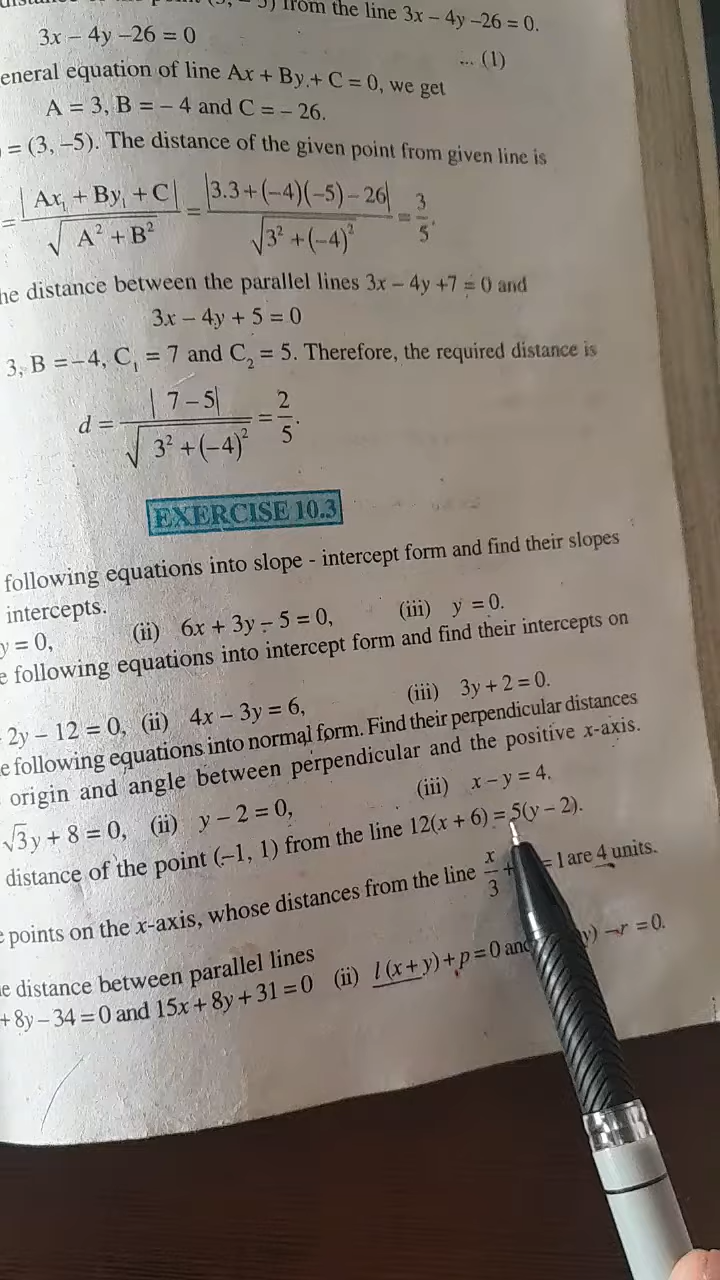 from the line 3x – 4y –26 = 0.
3x – 4y –26 = 0 ... (1)
eneral equation of line Ax + By + C = 0, we get
A = 3, B = – 4 and C = – 26.
= (3, –5). The distance of the given point from given line is
= |Ax₁ + By₁ + C| / √(A² + B²) = |3.3 + (–4)(–5) – 26| / √(3² + (–4)²) = 3/5.
he distance between the parallel lines 3x – 4y +7 = 0 and
3x – 4y + 5 = 0
3, B = –4, C₁ = 7 and C₂ = 5. Therefore, the required distance is
d = |7 – 5| / √(3² + (–4)²) = 2/5.
EXERCISE 10.3
following equations into slope - intercept form and find their slopes
intercepts.
y = 0, (ii) 6x + 3y – 5 = 0, (iii) y = 0.
e following equations into intercept form and find their intercepts on
2y – 12 = 0, (ii) 4x – 3y = 6, (iii) 3y + 2 = 0.
e following equations into normal form. Find their perpendicular distances
origin and angle between perpendicular and the positive x-axis.
√3y + 8 = 0, (ii) y – 2 = 0, (iii) x – y = 4.
distance of the point (–1, 1) from the line 12(x + 6) = 5(y – 2).
e points on the x-axis, whose distances from the line x/3 + = 1 are 4 units.
e distance between parallel lines
+ 8y – 34 = 0 and 15x + 8y + 31 = 0 (ii) l (x + y) + p = 0 and y) – r = 0.